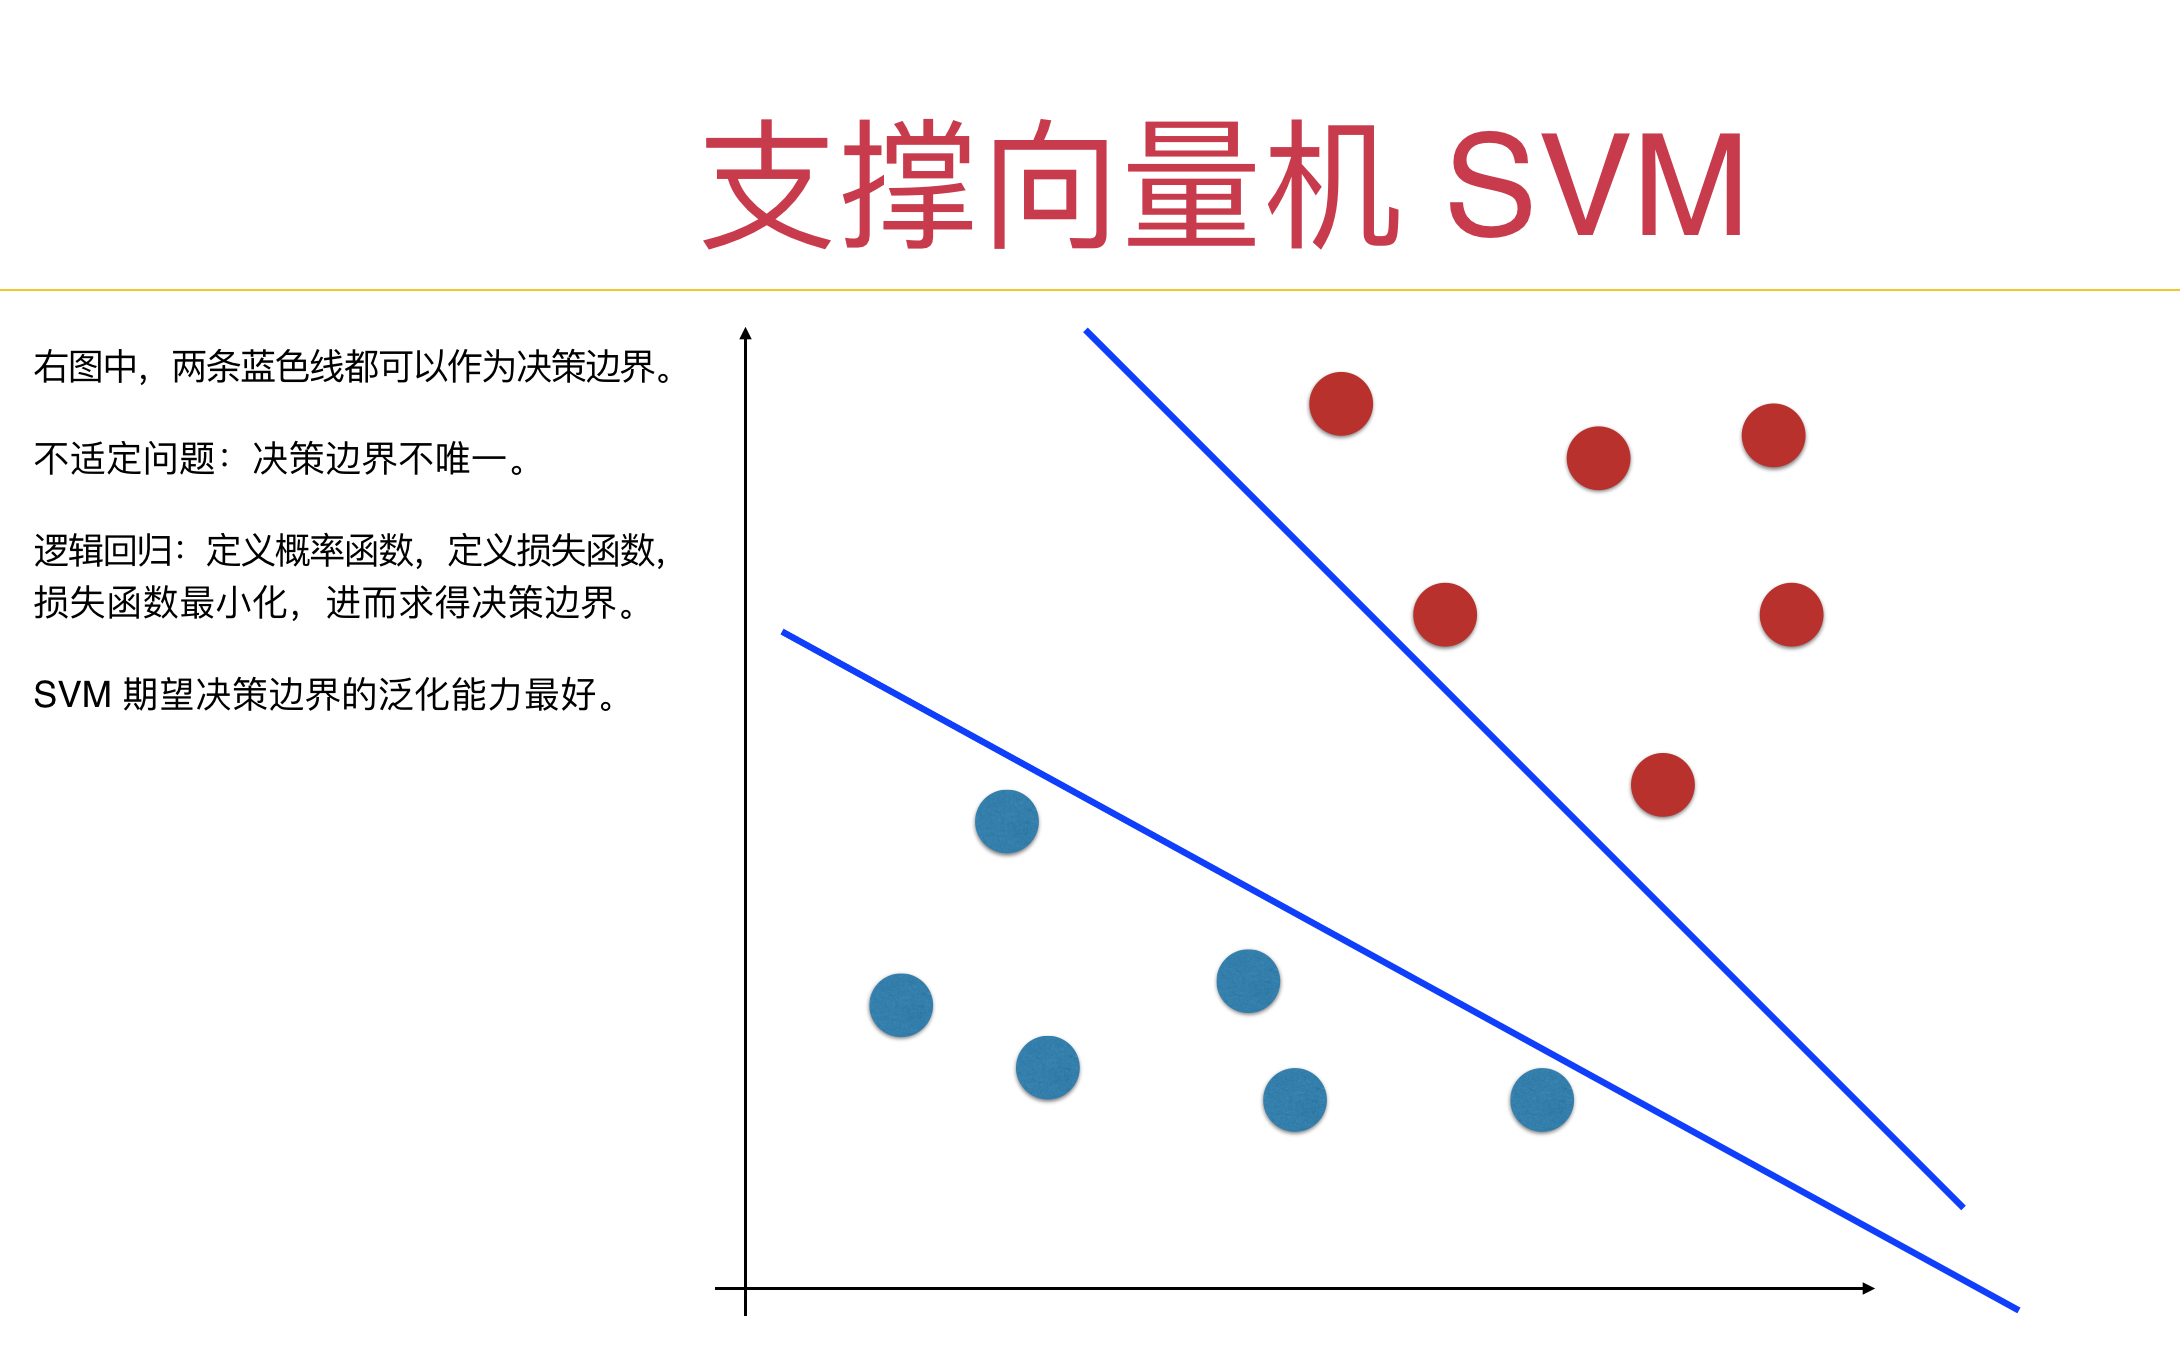 支撑向量机 SVM
右图中，两条蓝色线都可以作为决策边界。
不适定问题：决策边界不唯一。
逻辑回归：定义概率函数，定义损失函数，
损失函数最小化，进而求得决策边界。
SVM 期望决策边界的泛化能力最好。